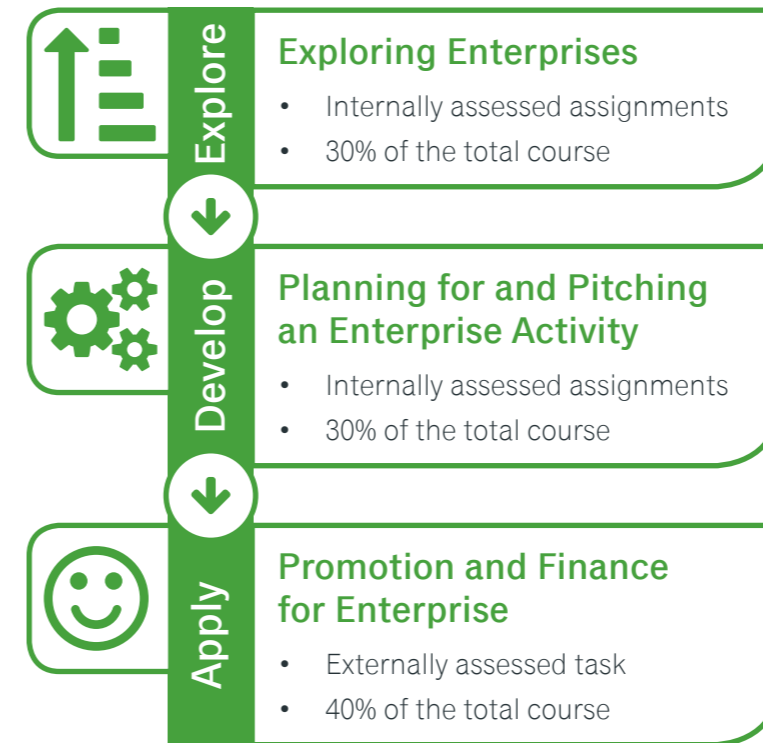 Explore
Exploring Enterprises
• Internally assessed assignments
• 30% of the total course
Develop
Planning for and Pitching
an Enterprise Activity
• Internally assessed assignments
• 30% of the total course
Apply
Promotion and Finance
for Enterprise
• Externally assessed task
• 40% of the total course